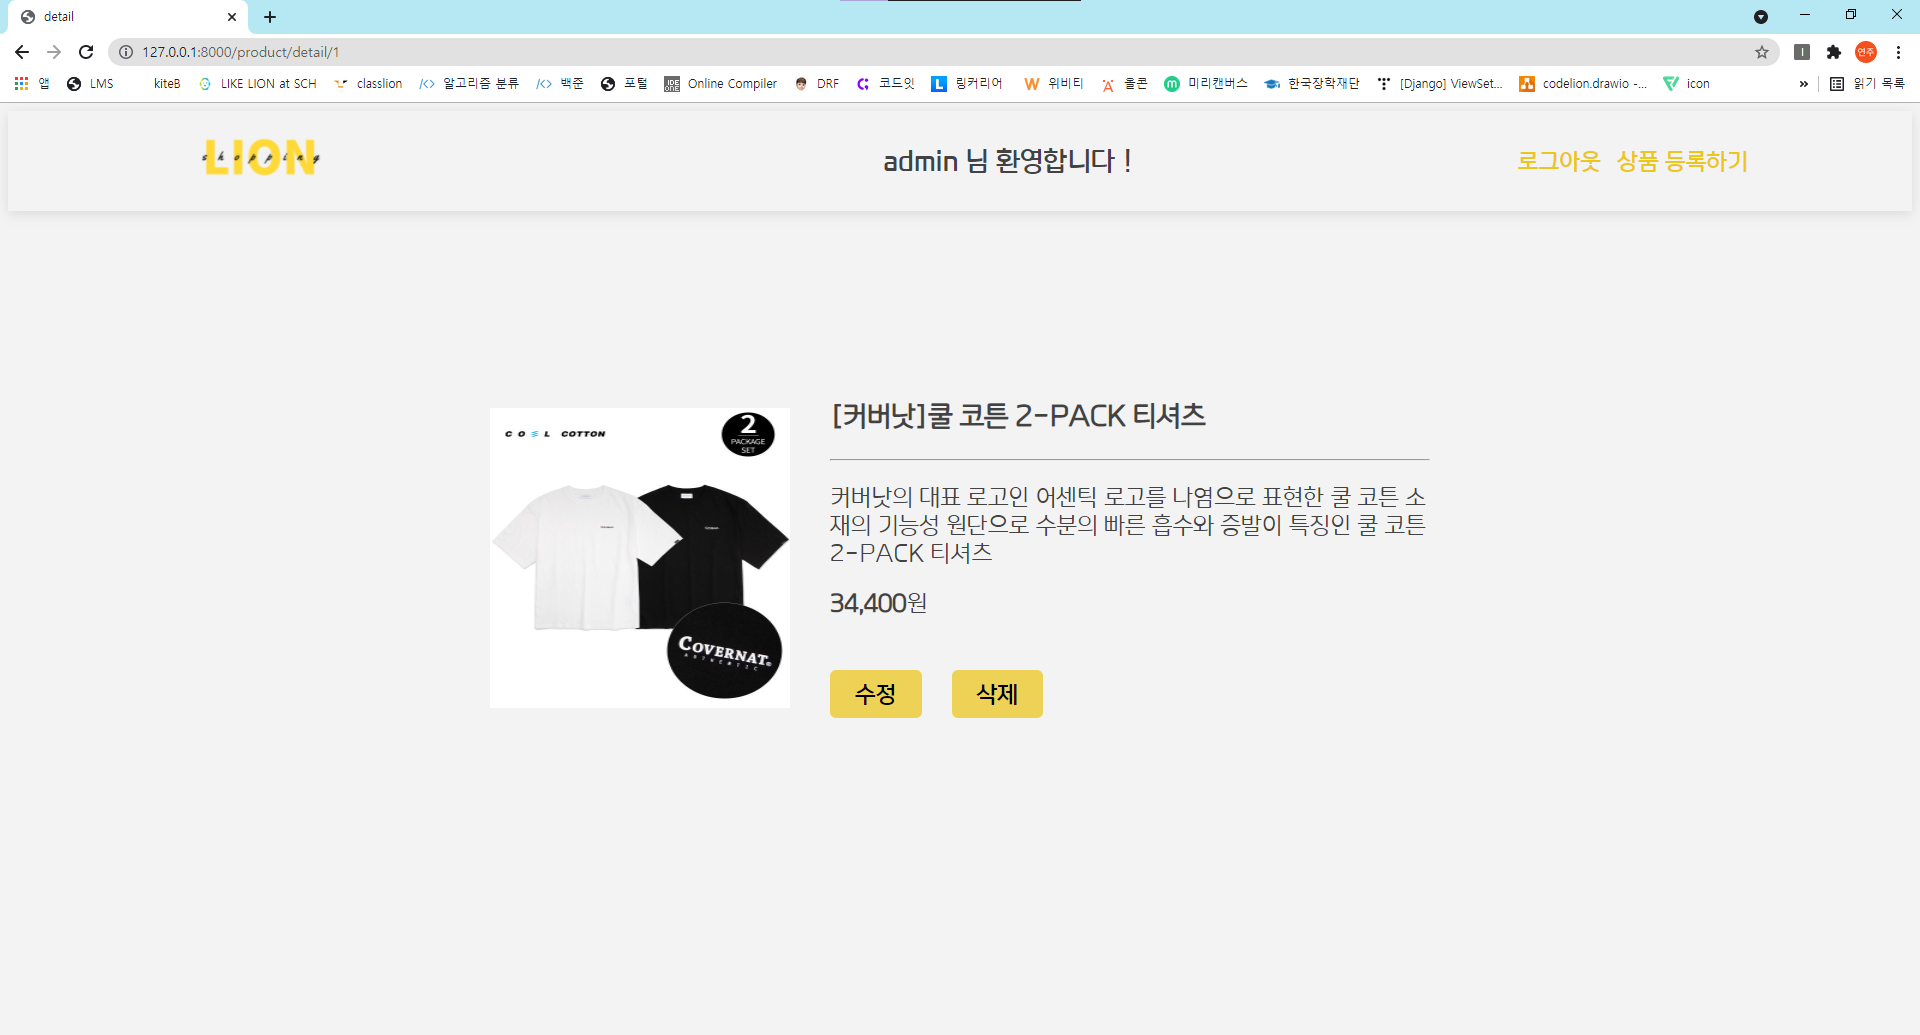 detail
127.0.0.1:8000/product/detail/1
연주
앱 LMS kiteB LIKE LION at SCH classlion 알고리즘 분류 백준 포털 Online Compiler DRF 코드잇 링커리어 위비티 올콘 미리캔버스 한국장학재단 [Django] ViewSet... codelion.drawio -... icon » 읽기 목록
LION
shopping
admin 님 환영합니다 !
로그아웃 상품 등록하기
COOL COTTON
2
PACKAGE
SET
COVERNAT
AUTHENTIC
[커버낫]쿨 코튼 2-PACK 티셔츠
커버낫의 대표 로고인 어센틱 로고를 나염으로 표현한 쿨 코튼 소
재의 기능성 원단으로 수분의 빠른 흡수와 증발이 특징인 쿨 코튼
2-PACK 티셔츠
34,400원
수정 삭제